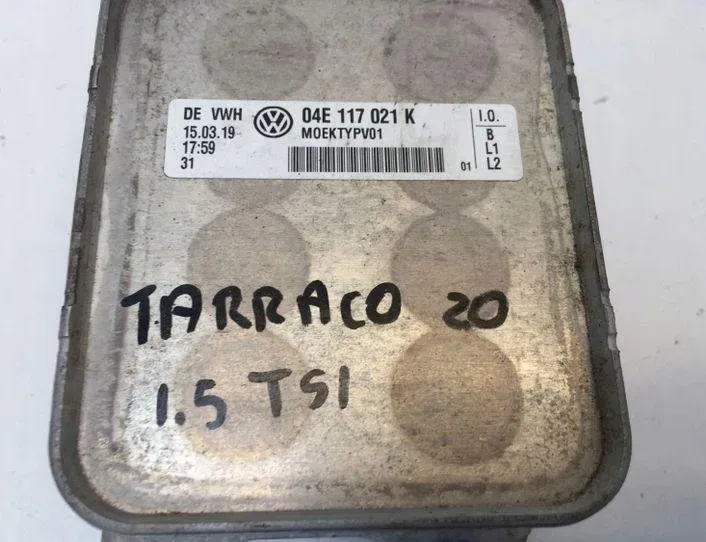 DE VWH 04E 117 021 K
15.03.19 MOEKTYPV01
17:59
31 01
I.O.
B
L1
L2
TARRACO 20
1.5 TSI